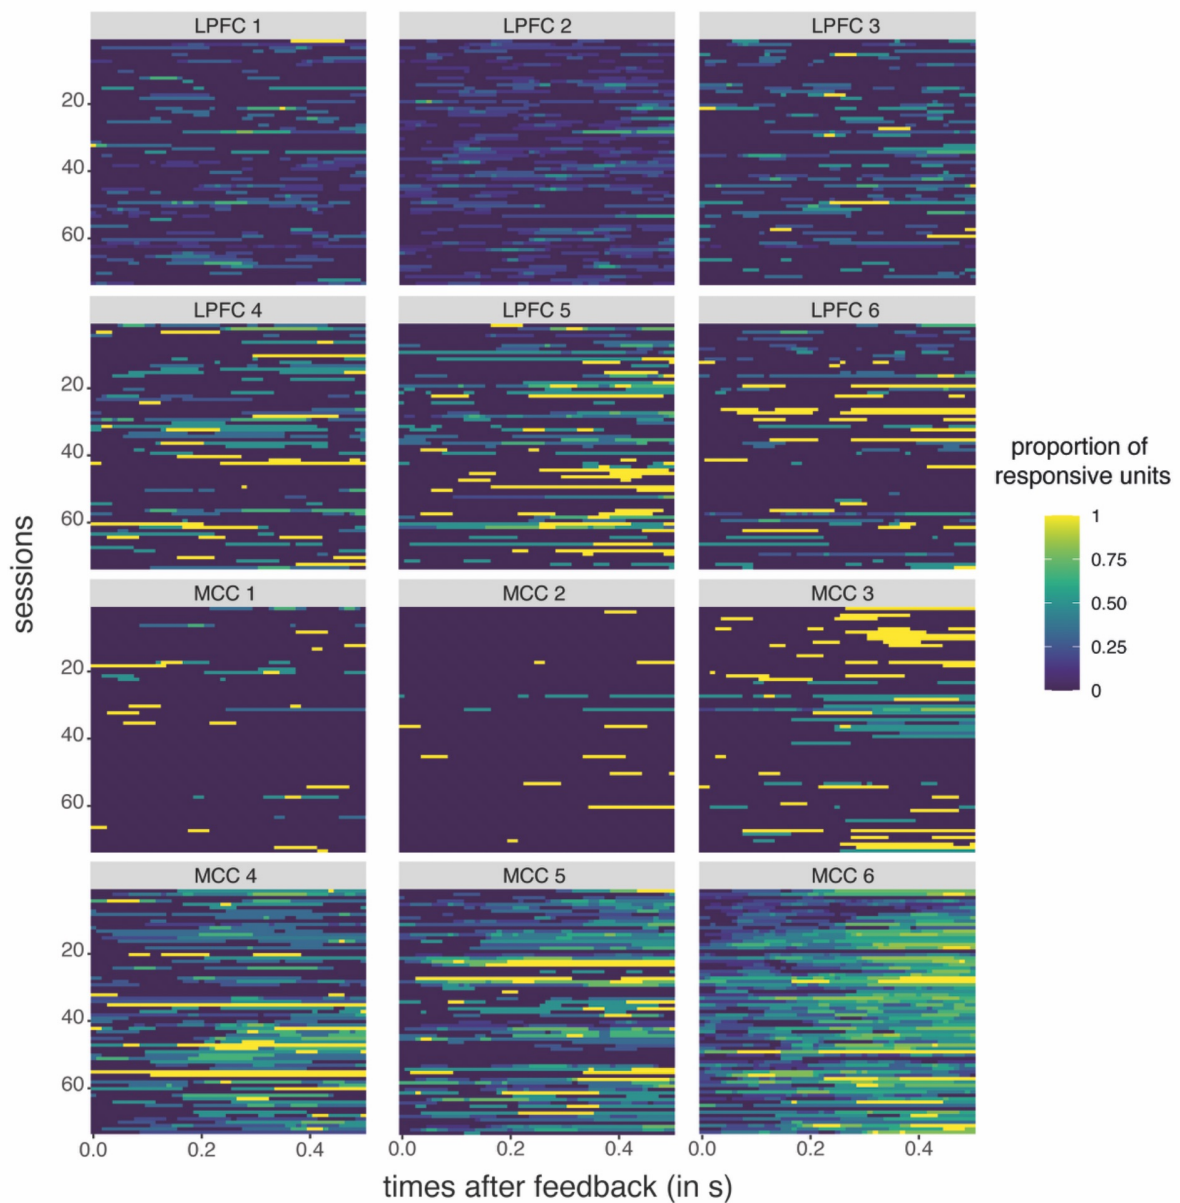 LPFC 1
LPFC 2
LPFC 3
20
40
60
LPFC 4
LPFC 5
LPFC 6
20
40
60
MCC 1
MCC 2
MCC 3
20
40
60
MCC 4
MCC 5
MCC 6
20
40
60
0.0 0.2 0.4
0.0 0.2 0.4
0.0 0.2 0.4
sessions
times after feedback (in s)
proportion of
responsive units
1
0.75
0.50
0.25
0